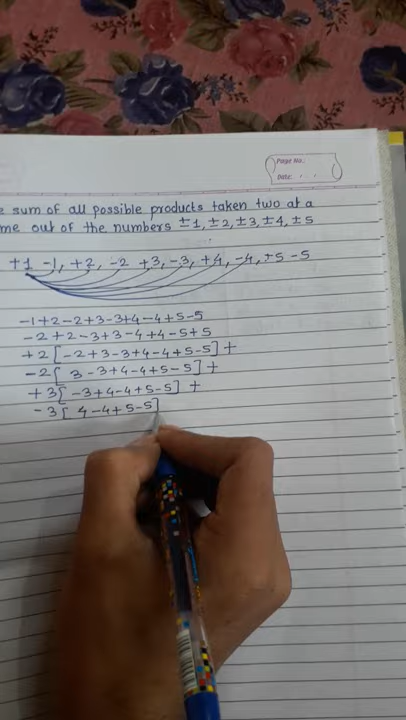 Page No.:
Date:
e sum of all possible products taken two at a
me out of the numbers ±1, ±2, ±3, ±4, ±5
+1 -1, +2, -2 +3, -3, +4, -4, +5 -5
-1+2-2+3-3+4-4+5-5
-2+2-3+3-4+4-5+5
+2[-2+3-3+4-4+5-5]+
-2[ 3-3+4-4+5-5]+
+3[-3+4-4+5-5] +
-3[ 4-4+5-5]